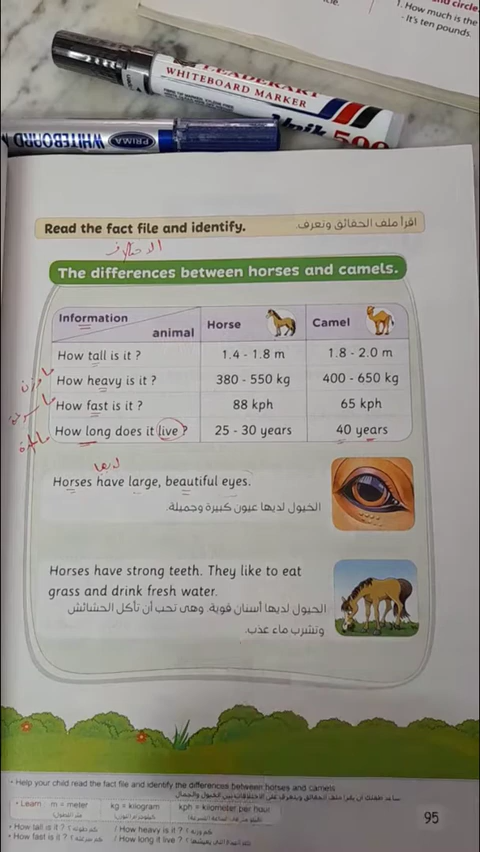 1. How much is the
- It's ten pounds.
WHITEBOARD MARKER
WHITEBOARD
PRIMA
Read the fact file and identify.
اقرأ ملف الحقائق وتعرف.
The differences between horses and camels.
Information
animal
Horse
Camel
How tall is it ?
1.4 - 1.8 m
1.8 - 2.0 m
How heavy is it ?
380 - 550 kg
400 - 650 kg
How fast is it ?
88 kph
65 kph
How long does it live ?
25 - 30 years
40 years
لديها
Horses have large, beautiful eyes.
الخيول لديها عيون كبيرة وجميلة.
Horses have strong teeth. They like to eat
grass and drink fresh water.
الخيول لديها أسنان قوية. وهى تحب أن تأكل الحشائش
وتشرب ماء عذب.
• Help your child read the fact file and identify the differences between horses and camels
• Learn m = meter kg = kilogram kph = kilometer per hour
• How tall is it ? / How heavy is it ?
• How fast is it ? / How long it live ?
95